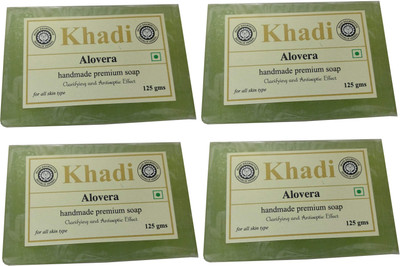 Khadi
Alovera
handmade premium soap
Clarifying and Antiseptic Effect
for all skin type
125 gms
Khadi
Alovera
handmade premium soap
Clarifying and Antiseptic Effect
for all skin type
125 gms
Khadi
Alovera
handmade premium soap
Clarifying and Antiseptic Effect
for all skin type
125 gms
Khadi
Alovera
handmade premium soap
Clarifying and Antiseptic Effect
for all skin type
125 gms